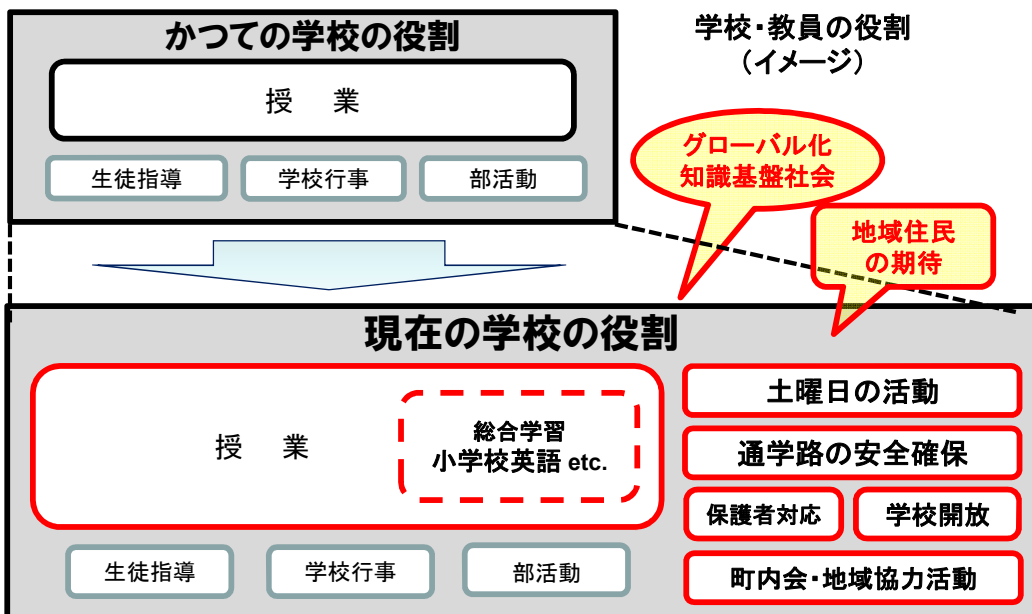 かつての学校の役割
授　業
生徒指導
学校行事
部活動
学校・教員の役割
（イメージ）
グローバル化
知識基盤社会
地域住民
の期待
現在の学校の役割
授　業
総合学習
小学校英語 etc.
生徒指導
学校行事
部活動
土曜日の活動
通学路の安全確保
保護者対応
学校開放
町内会・地域協力活動